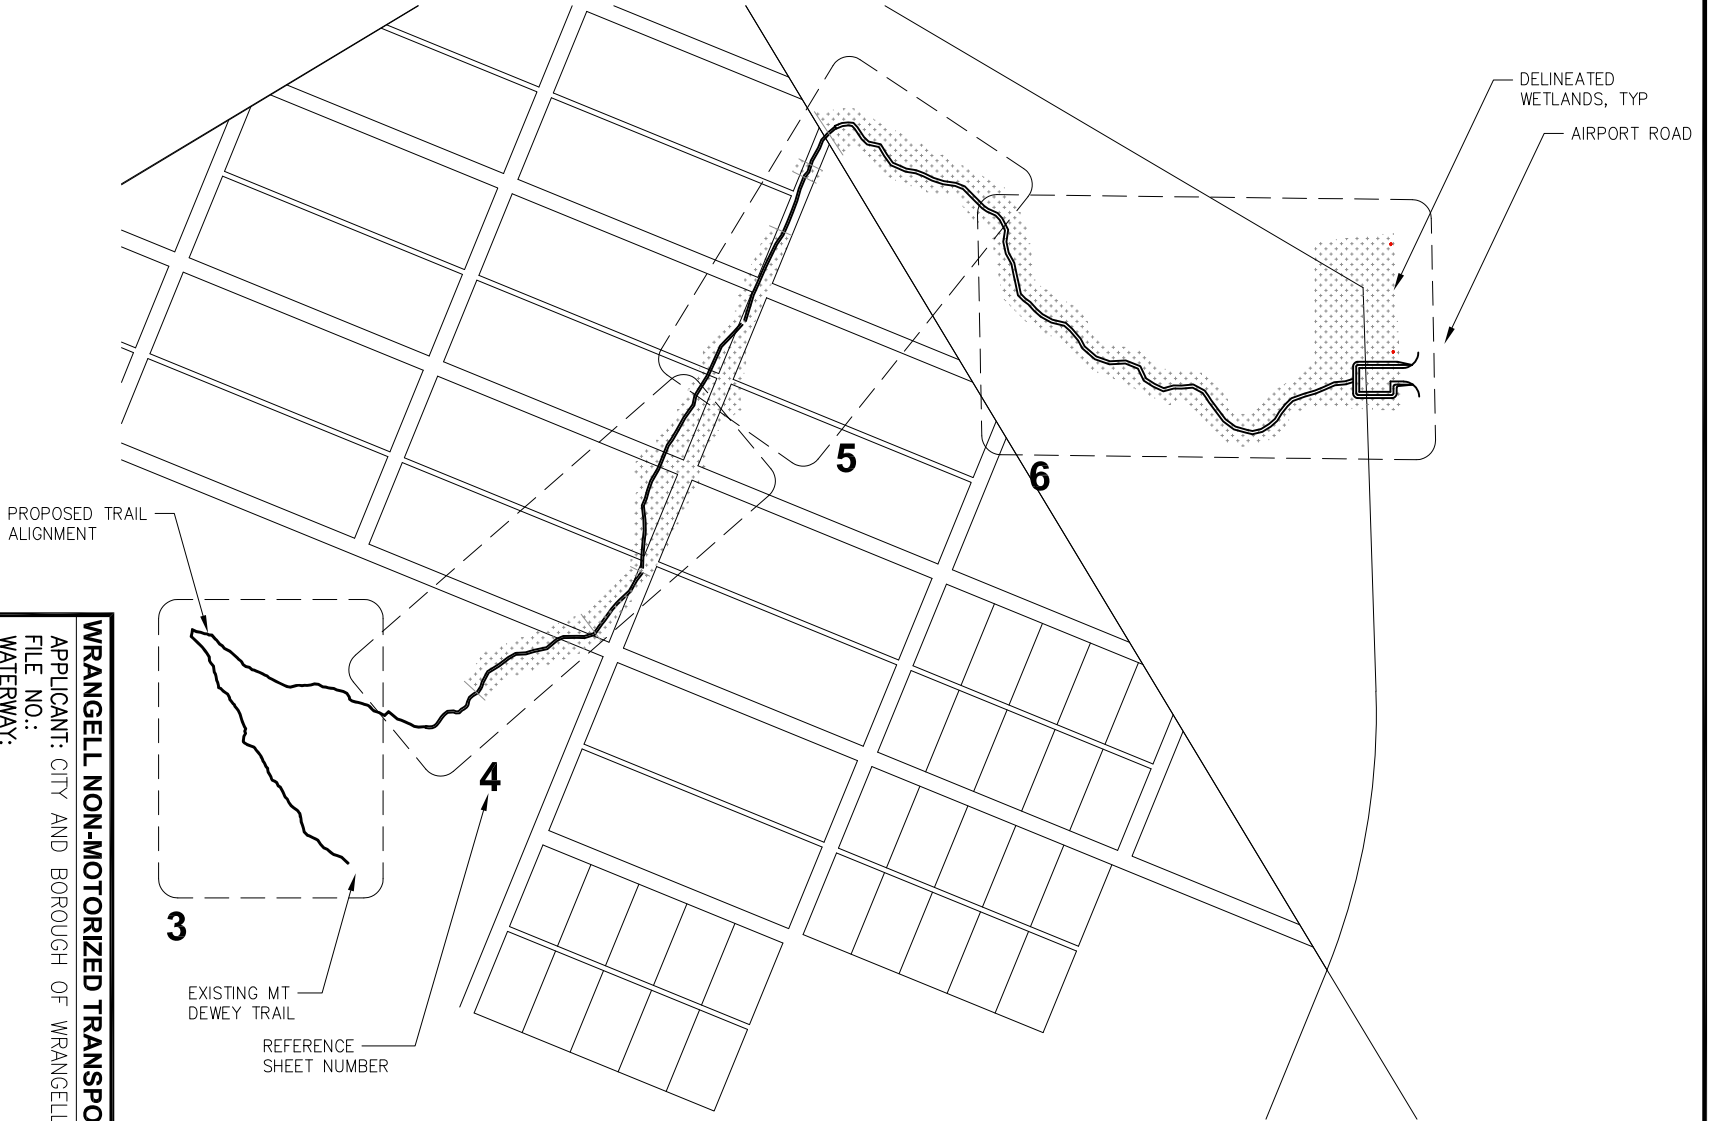 DELINEATED
WETLANDS, TYP
AIRPORT ROAD
5
6
PROPOSED TRAIL
ALIGNMENT
4
3
EXISTING MT
DEWEY TRAIL
REFERENCE
SHEET NUMBER
WRANGELL NON-MOTORIZED TRANSPO
APPLICANT: CITY AND BOROUGH OF WRANGELL
FILE NO.:
WATERWAY: